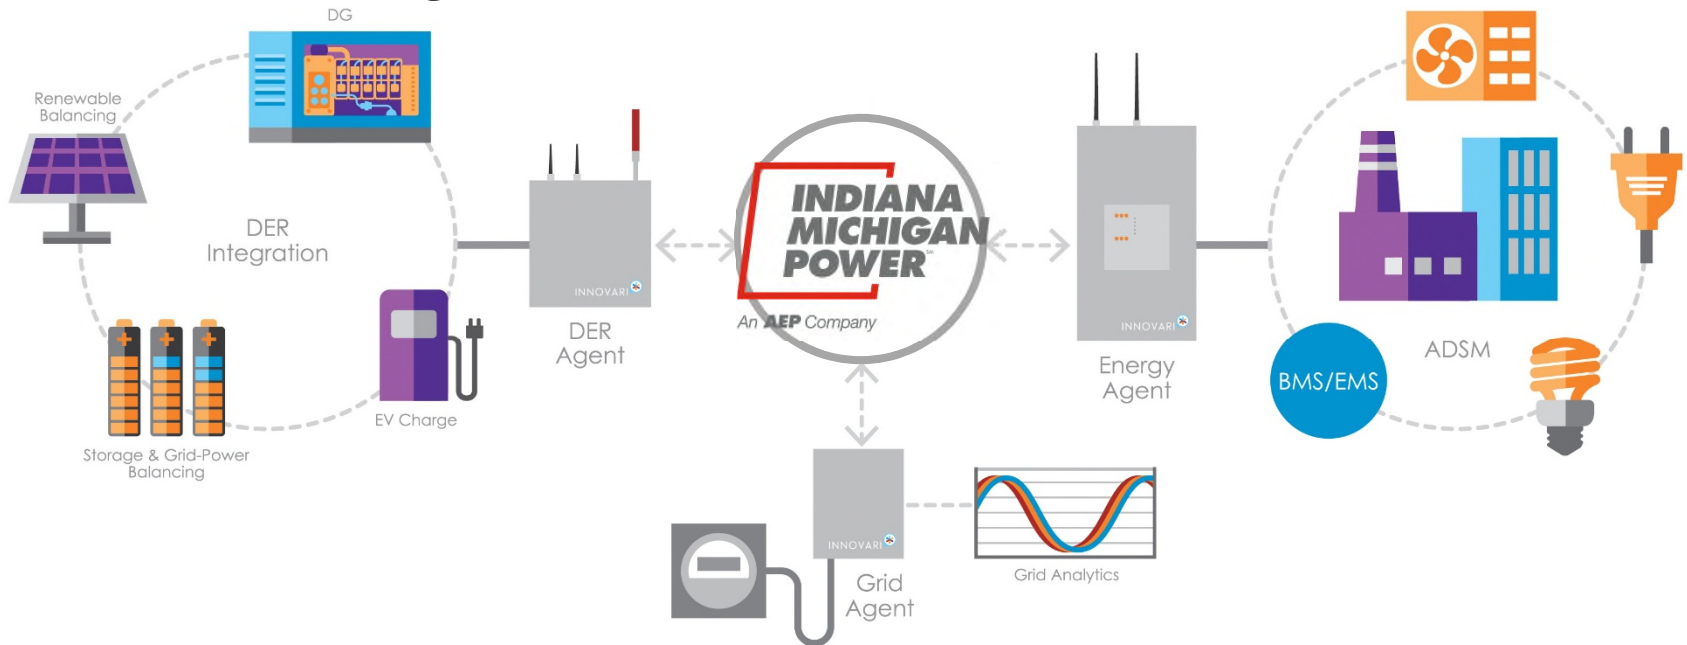 DG
Renewable
Balancing
DER
Integration
Storage & Grid-Power
Balancing
EV Charge
INNOVARI
DER
Agent
INDIANA
MICHIGAN
POWER
An AEP Company
INNOVARI
Energy
Agent
BMS/EMS
ADSM
INNOVARI
Grid
Agent
Grid Analytics